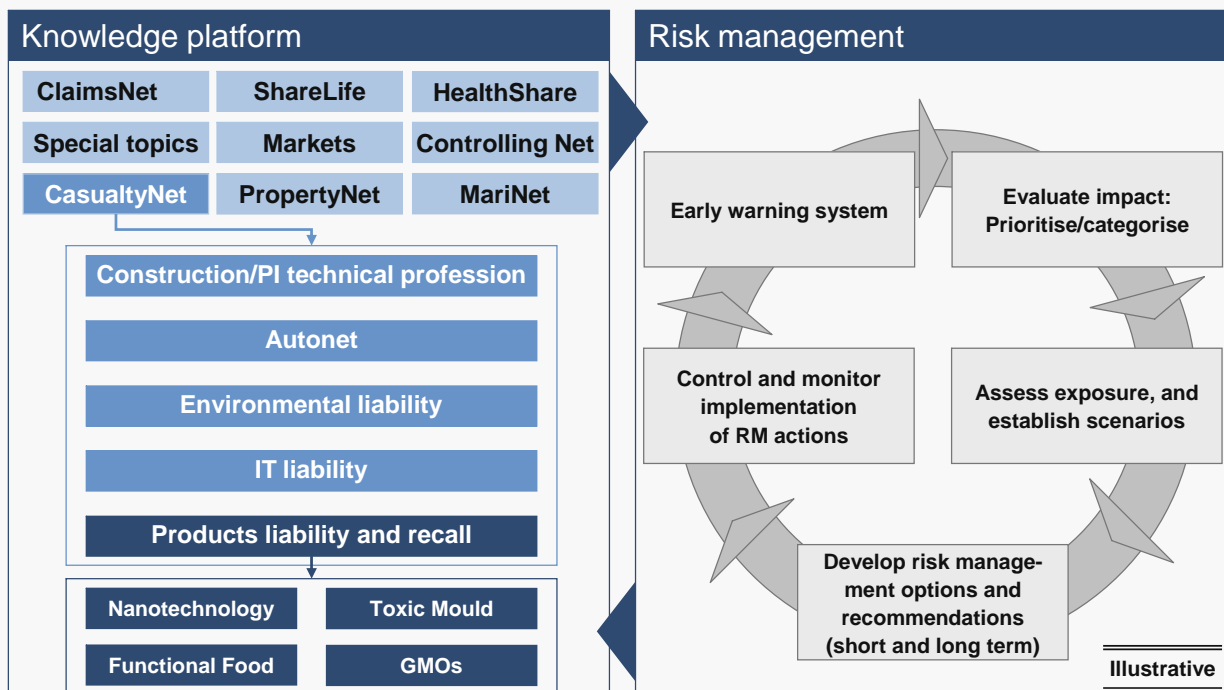 Knowledge platform
ClaimsNet
ShareLife
HealthShare
Special topics
Markets
Controlling Net
CasualtyNet
PropertyNet
MariNet
Construction/PI technical profession
Autonet
Environmental liability
IT liability
Products liability and recall
Nanotechnology
Toxic Mould
Functional Food
GMOs
Risk management
Early warning system
Evaluate impact:
Prioritise/categorise
Assess exposure, and
establish scenarios
Develop risk manage-
ment options and
recommendations
(short and long term)
Control and monitor
implementation
of RM actions
Illustrative